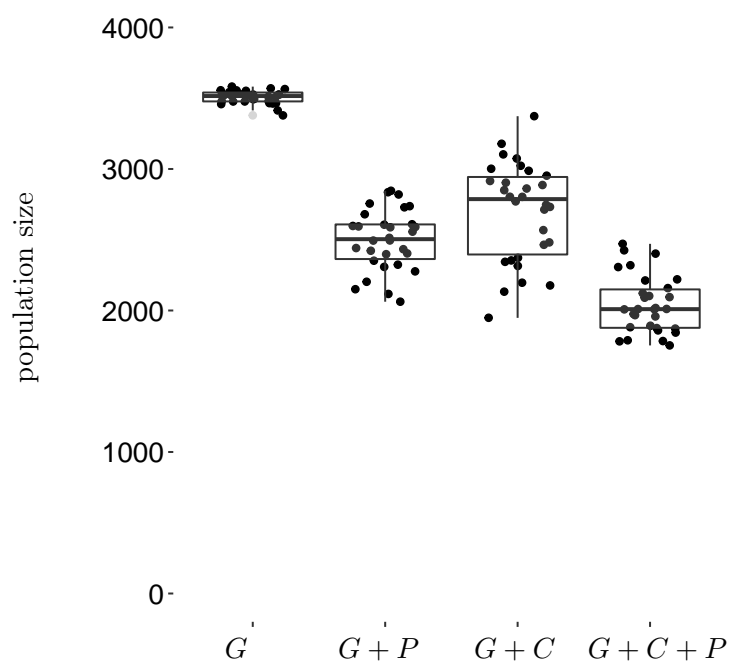 4000
3000
2000
1000
0
population size
G
G + P
G + C
G + C + P